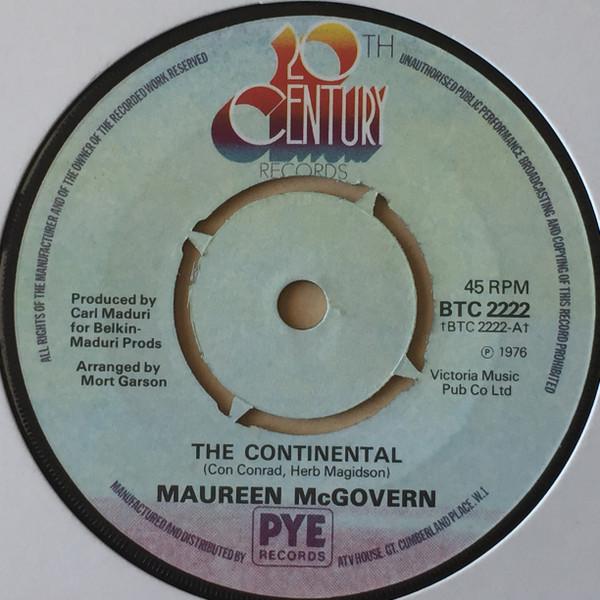 20TH
CENTURY
RECORDS
ALL RIGHTS OF THE MANUFACTURER AND OF THE OWNER OF THE RECORDED WORK RESERVED
UNAUTHORISED PUBLIC PERFORMANCE BROADCASTING AND COPYING OF THIS RECORD PROHIBITED
Produced by
Carl Maduri
for Belkin-
Maduri Prods
Arranged by
Mort Garson
45 RPM
BTC 2222
†BTC 2222-A†
℗ 1976
Victoria Music
Pub Co Ltd
THE CONTINENTAL
(Con Conrad, Herb Magidson)
MAUREEN McGOVERN
MANUFACTURED AND DISTRIBUTED BY
PYE
RECORDS
ATV HOUSE. GT. CUMBERLAND PLACE, W.1